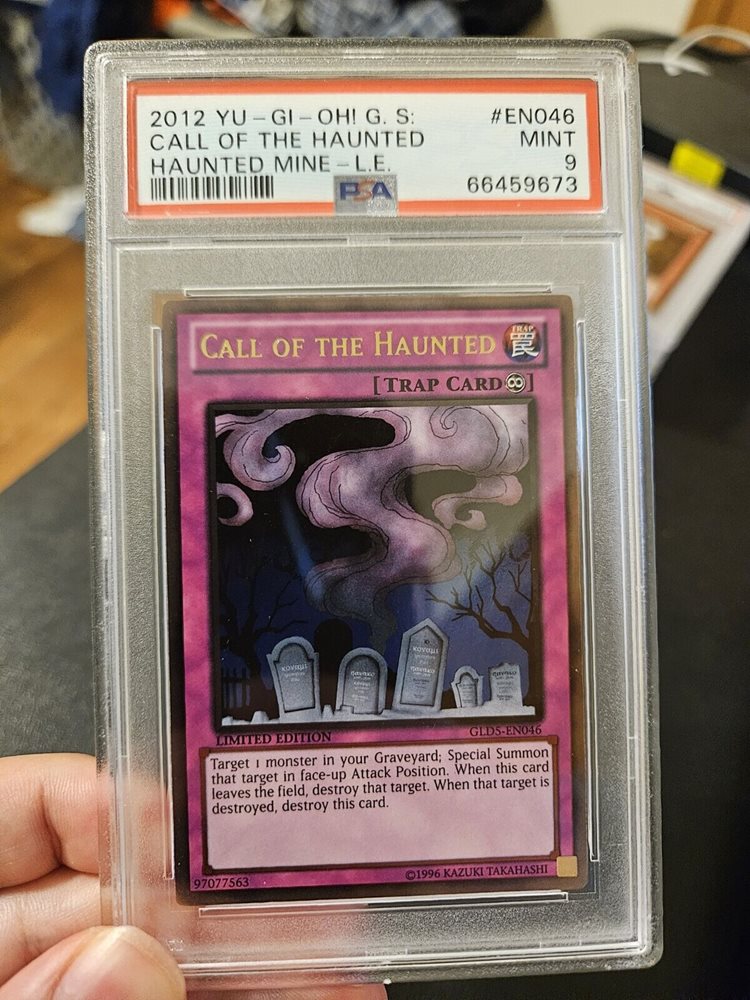 2012 YU-GI-OH! G. S: #EN046
CALL OF THE HAUNTED MINT
HAUNTED MINE-L.E. 9
PSA 66459673
CALL OF THE HAUNTED TRAP 罠
[TRAP CARD∞]
LIMITED EDITION GLD5-EN046
Target 1 monster in your Graveyard; Special Summon
that target in face-up Attack Position. When this card
leaves the field, destroy that target. When that target is
destroyed, destroy this card.
97077563 ©1996 KAZUKI TAKAHASHI